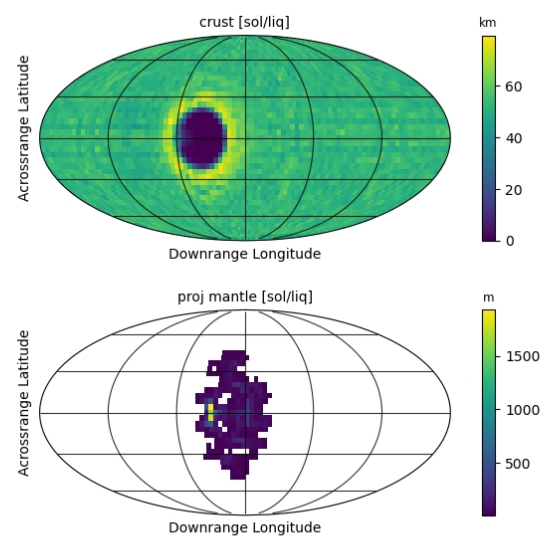 crust [sol/liq]
km
Acrossrange Latitude
60
40
20
0
Downrange Longitude
proj mantle [sol/liq]
m
Acrossrange Latitude
1500
1000
500
Downrange Longitude